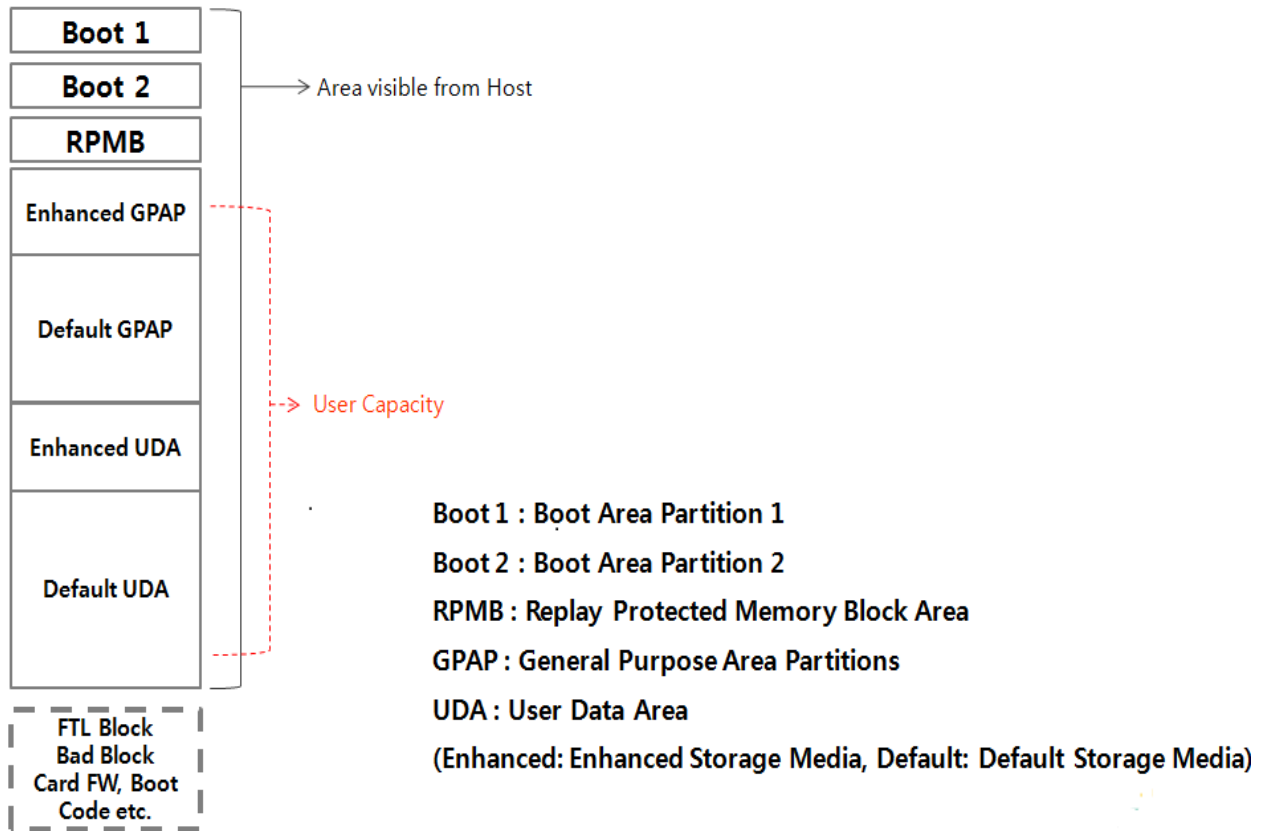 Boot 1
Boot 2
RPMB
Enhanced GPAP
Default GPAP
Enhanced UDA
Default UDA
FTL Block
Bad Block
Card FW, Boot
Code etc.
Area visible from Host
User Capacity
Boot 1 : Boot Area Partition 1
Boot 2 : Boot Area Partition 2
RPMB : Replay Protected Memory Block Area
GPAP : General Purpose Area Partitions
UDA : User Data Area
(Enhanced: Enhanced Storage Media, Default: Default Storage Media)